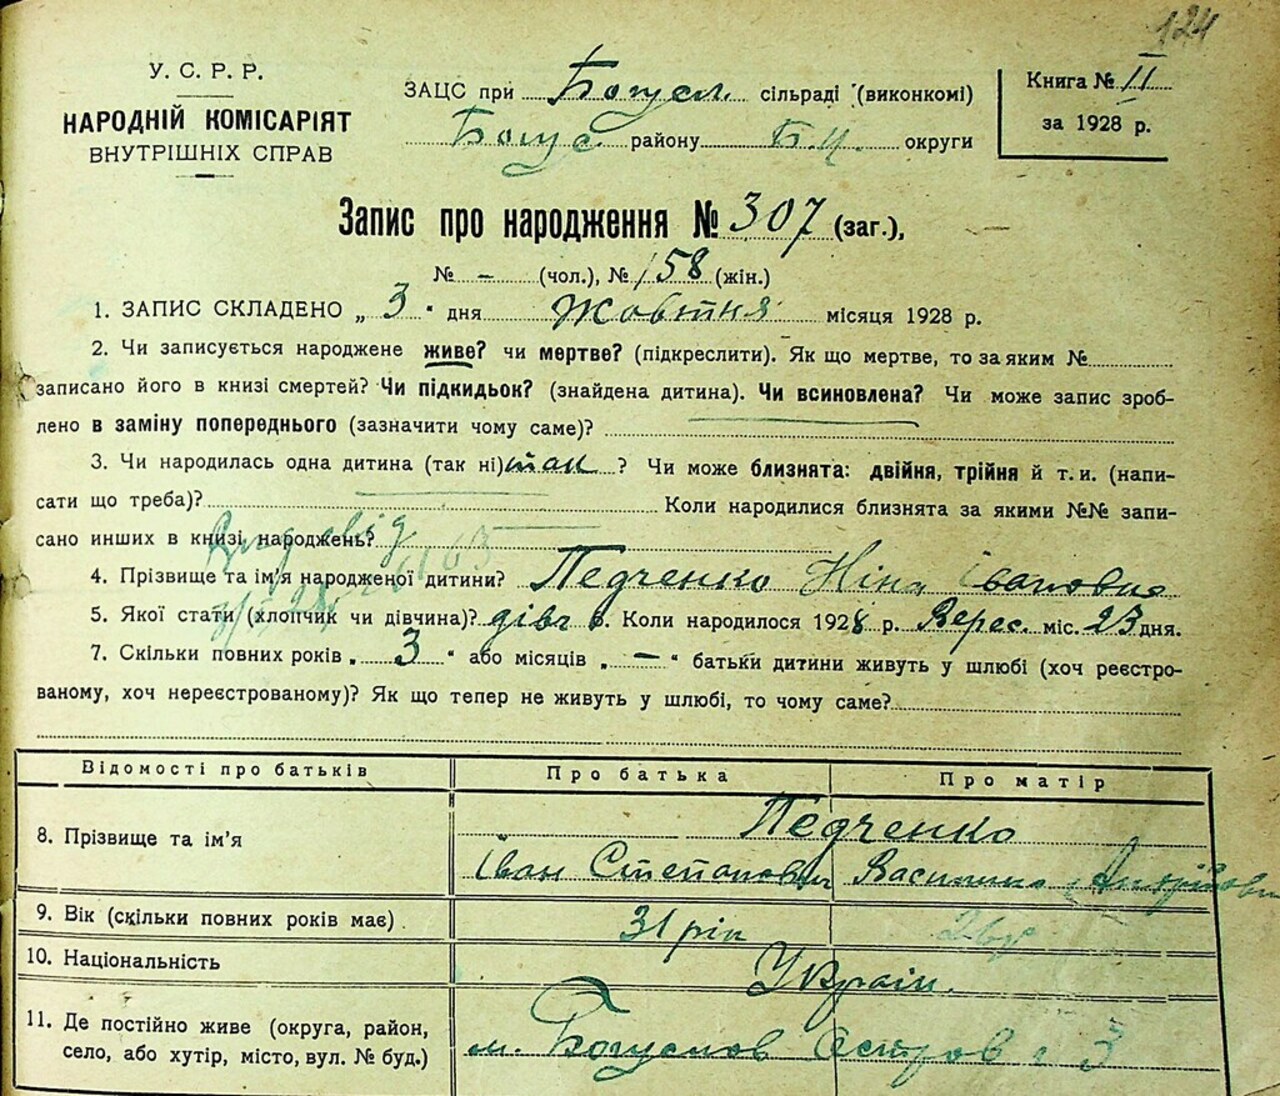 124
У. С. Р. Р.
НАРОДНІЙ КОМІСАРІЯТ
ВНУТРІШНІХ СПРАВ
ЗАЦС при Богусл. сільраді (виконкомі)
Богус. району Б.Ц. округи
Книга № II
за 1928 р.
Запис про народження № 307 (заг.),
№ - (чол.), № 158 (жін.)
1. ЗАПИС СКЛАДЕНО „ 3 " дня Жовтня місяця 1928 р.
2. Чи записується народжене живе? чи мертве? (підкреслити). Як що мертве, то за яким №
записано його в книзі смертей? Чи підкидьок? (знайдена дитина). Чи всиновлена? Чи може запис зроб-
лено в заміну попереднього (зазначити чому саме)?
3. Чи народилась одна дитина (так ні) так ? Чи може близнята: двійня, трійня й т. и. (напи-
сати що треба)? Коли народилися близнята за якими №№ запи-
сано инших в книзі народжень?
4. Прізвище та ім'я народженої дитини? Педченко Ніна Івановна
5. Якої стати (хлопчик чи дівчина)? дівч. Коли народилося 1928 р. Верес. міс. 23 дня.
7. Скільки повних років „ 3 " або місяців „ — " батьки дитини живуть у шлюбі (хоч реєстро-
ваному, хоч нереєстрованому)? Як що тепер не живуть у шлюбі, то чому саме?
Відомості про батьків Про батька Про матір
8. Прізвище та ім'я Педченко
Іван Степанович
9. Вік (скільки повних років має) 31 рік
10. Національність Україн.
11. Де постійно живе (округа, район,
село, або хутір, місто, вул. № буд.) м. Богуслов Остров 3